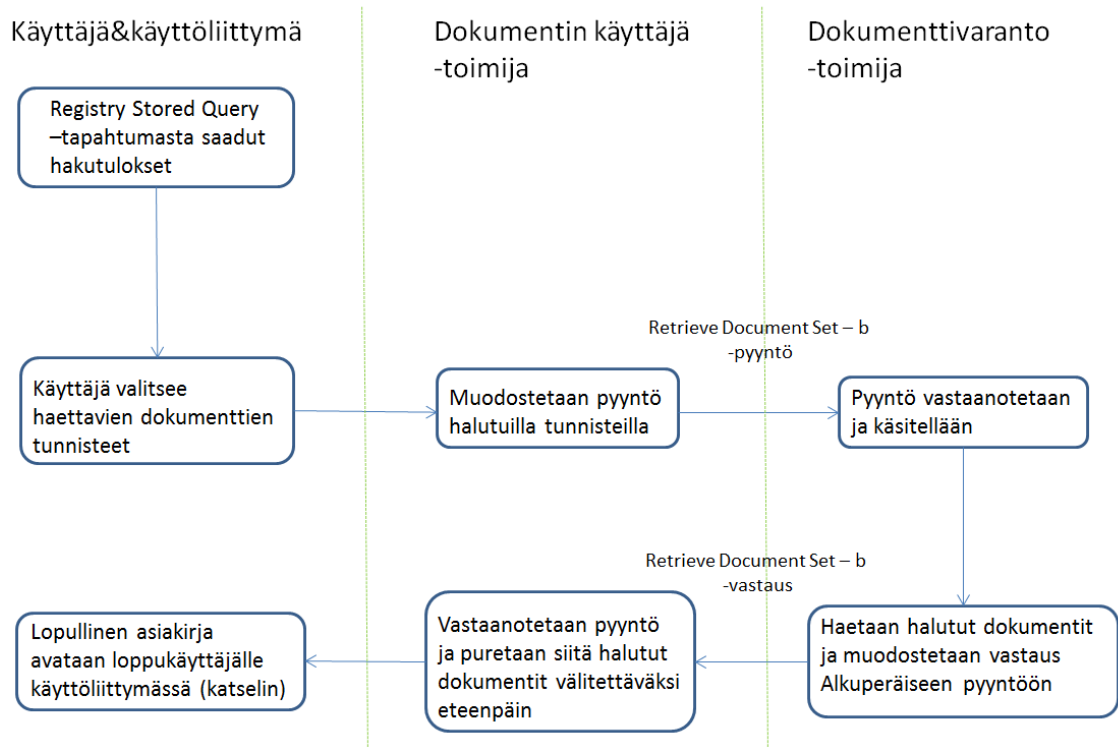 Käyttäjä&käyttöliittymä
Dokumentin käyttäjä
-toimija
Dokumenttivaranto
-toimija
Registry Stored Query
–tapahtumasta saadut
hakutulokset
Retrieve Document Set – b
-pyyntö
Käyttäjä valitsee
haettavien dokumenttien
tunnisteet
Muodostetaan pyyntö
halutuilla tunnisteilla
Pyyntö vastaanotetaan
ja käsitellään
Retrieve Document Set – b
-vastaus
Lopullinen asiakirja
avataan loppukäyttäjälle
käyttöliittymässä (katselin)
Vastaanotetaan pyyntö
ja puretaan siitä halutut
dokumentit välitettäväksi
eteenpäin
Haetaan halutut dokumentit
ja muodostetaan vastaus
Alkuperäiseen pyyntöön